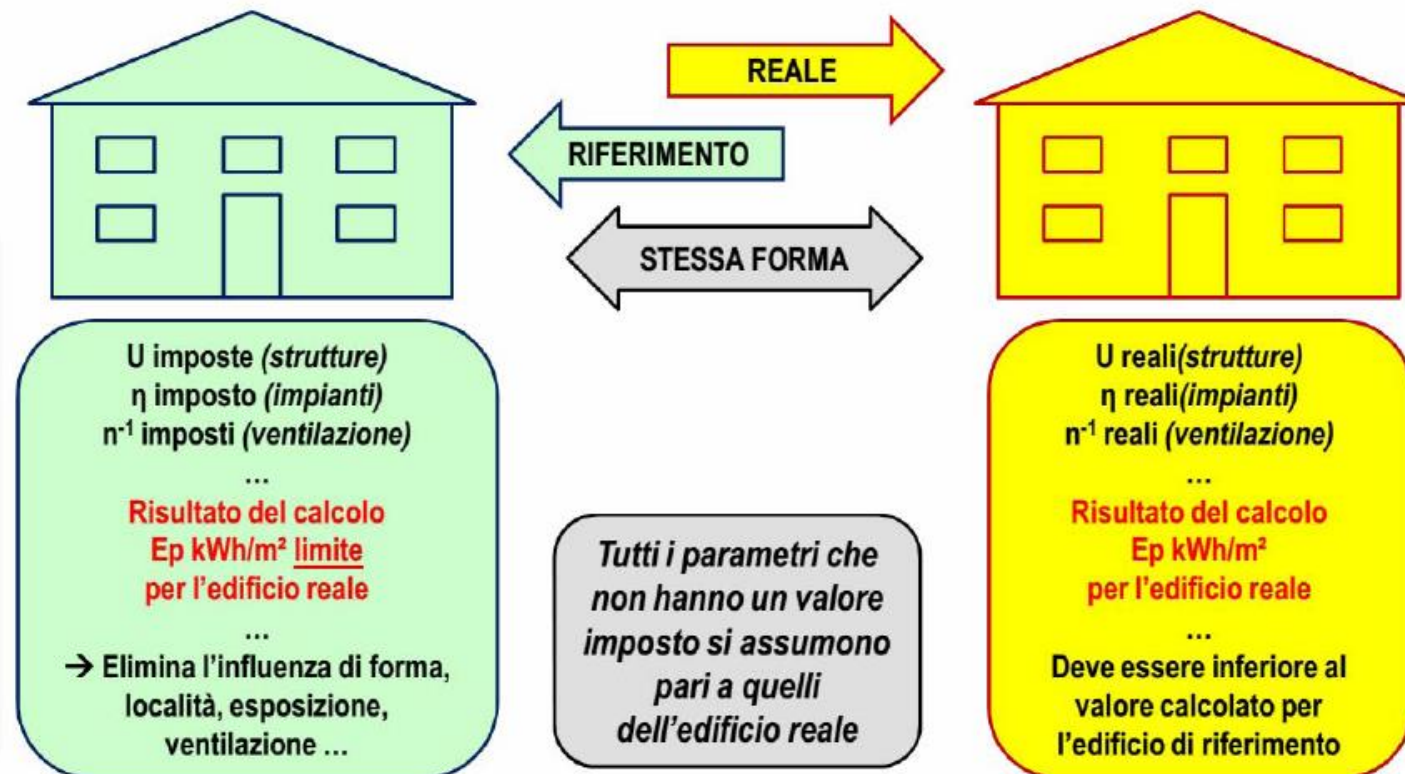 REALE
RIFERIMENTO
STESSA FORMA
U imposte (strutture)
η imposto (impianti)
n⁻¹ imposti (ventilazione)
…
Risultato del calcolo
Ep kWh/m² limite
per l’edificio reale
…
→ Elimina l’influenza di forma,
località, esposizione,
ventilazione …
Tutti i parametri che
non hanno un valore
imposto si assumono
pari a quelli
dell’edificio reale
U reali(strutture)
η reali(impianti)
n⁻¹ reali (ventilazione)
…
Risultato del calcolo
Ep kWh/m²
per l’edificio reale
…
Deve essere inferiore al
valore calcolato per
l’edificio di riferimento